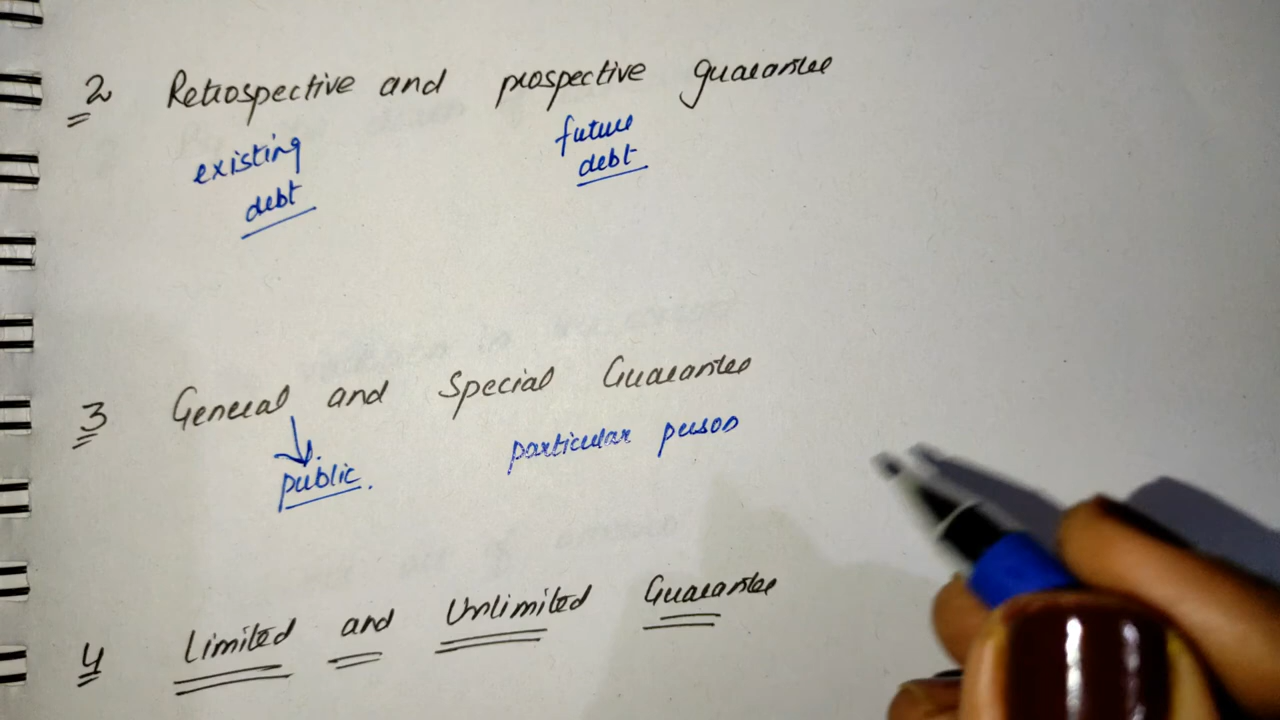 2 Retrospective and prospective guarantee
existing debt
future debt
3 General and Special Guarantee
public.
particular person
4 Limited and Unlimited Guarantee